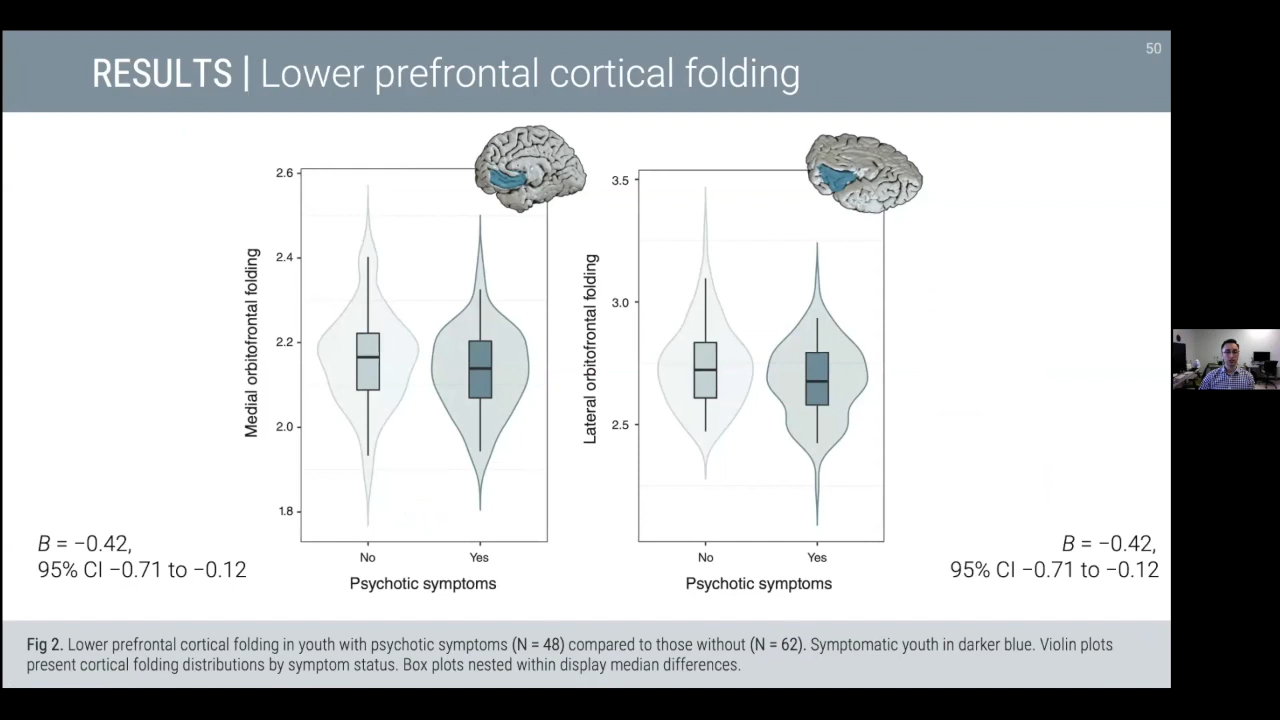 50
RESULTS | Lower prefrontal cortical folding
Medial orbitofrontal folding
2.6
2.4
2.2
2.0
1.8
No
Yes
Psychotic symptoms
Lateral orbitofrontal folding
3.5
3.0
2.5
No
Yes
Psychotic symptoms
B = −0.42,
95% CI −0.71 to −0.12
B = −0.42,
95% CI −0.71 to −0.12
Fig 2. Lower prefrontal cortical folding in youth with psychotic symptoms (N = 48) compared to those without (N = 62). Symptomatic youth in darker blue. Violin plots
present cortical folding distributions by symptom status. Box plots nested within display median differences.